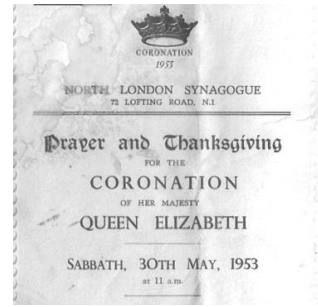 CORONATION
1953
NORTH LONDON SYNAGOGUE
72 LOFTING ROAD, N.1
Prayer and Thanksgiving
FOR THE
CORONATION
OF HER MAJESTY
QUEEN ELIZABETH
SABBATH, 30TH MAY, 1953
at 11 a.m.